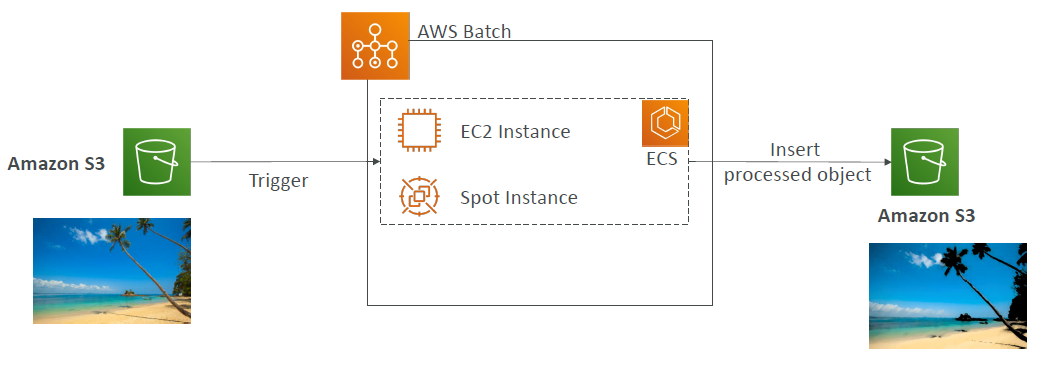 AWS Batch
EC2 Instance
ECS
Spot Instance
Amazon S3
Trigger
Insert
processed object
Amazon S3